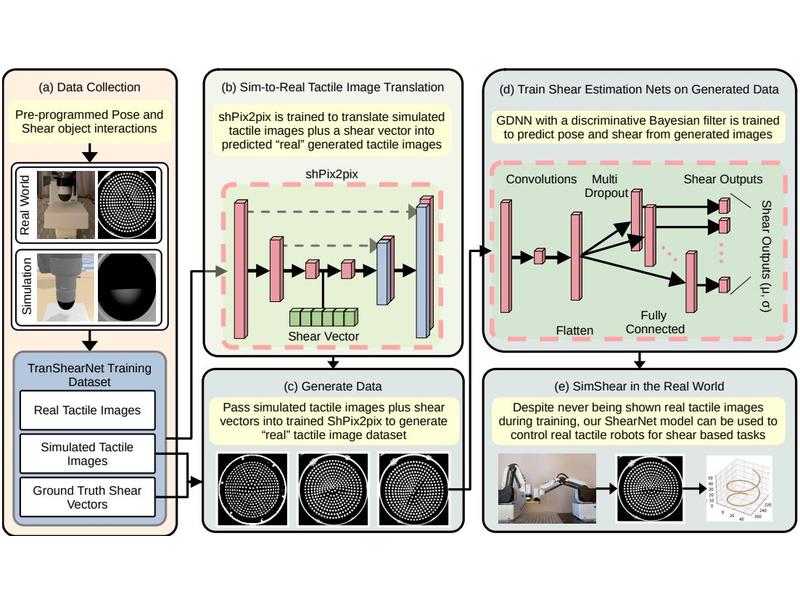 (a) Data Collection
Pre-programmed Pose and
Shear object interactions
Real World
Simulation
TranShearNet Training
Dataset
Real Tactile Images
Simulated Tactile
Images
Ground Truth Shear
Vectors
(b) Sim-to-Real Tactile Image Translation
shPix2pix is trained to translate simulated
tactile images plus a shear vector into
predicted “real” generated tactile images
shPix2pix
Shear Vector
(c) Generate Data
Pass simulated tactile images plus shear
vectors into trained ShPix2pix to generate
“real” tactile image dataset
(d) Train Shear Estimation Nets on Generated Data
GDNN with a discriminative Bayesian filter is trained
to predict pose and shear from generated images
Convolutions
Multi
Dropout
Shear Outputs
Shear Outputs (μ, σ)
Flatten
Fully
Connected
(e) SimShear in the Real World
Despite never being shown real tactile images
during training, our ShearNet model can be used to
control real tactile robots for shear based tasks